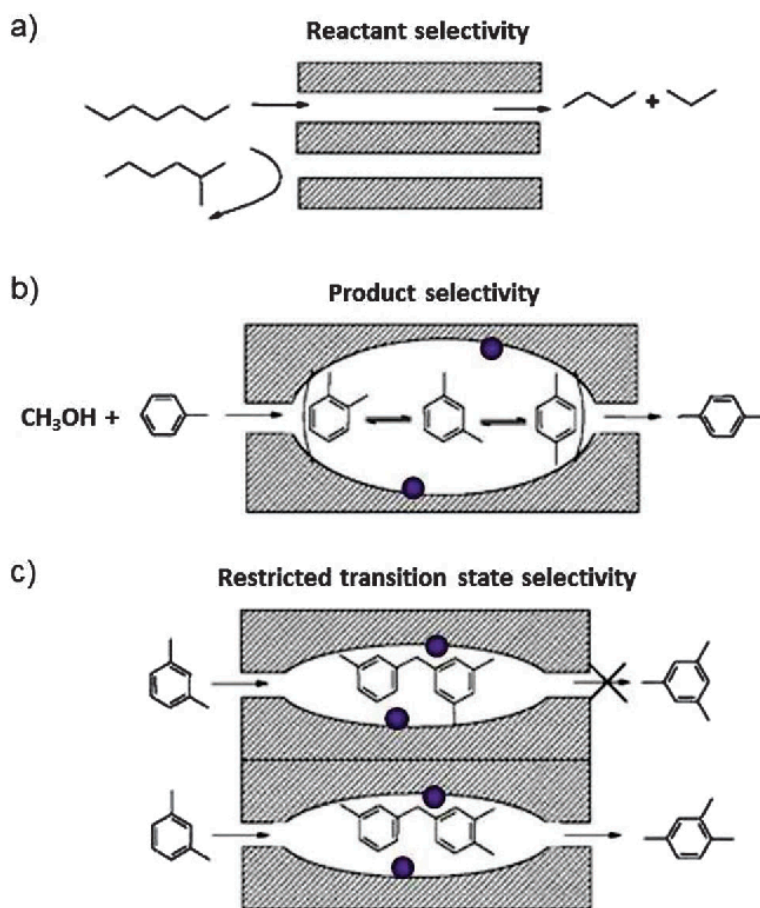 a)
Reactant selectivity
+
b)
Product selectivity
CH₃OH +
c)
Restricted transition state selectivity